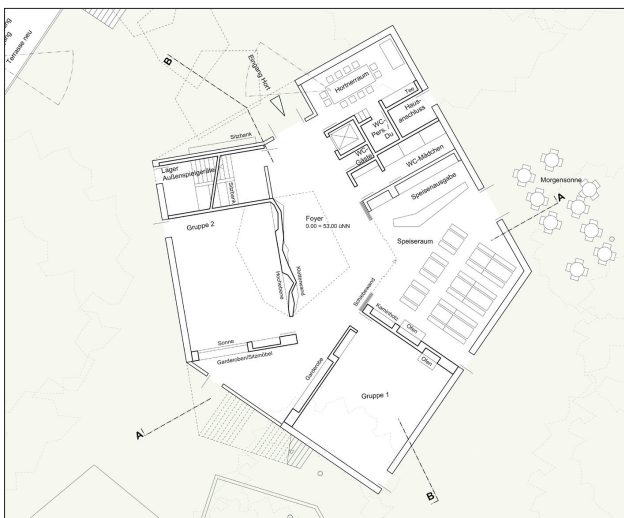 Terrasse neu
B
Eingang Hort
Hortnerraum
Tee
Haus-
anschluss
WC-
Pers.
Du
WC-
Gäste
WC-Mädchen
Sitzbank
Lager
Außenspielgeräte
Sitzbank
Speisenausgabe
Morgensonne
A
Gruppe 2
Foyer
0.00 = 53,00 üNN
Speiseraum
Kletterwand
Hochebene
Schiebewand
Kaminholz
Ofen
Ofen
Sonne
Garderoben/Sitzmöbel
Garderobe
Gruppe 1
A
B